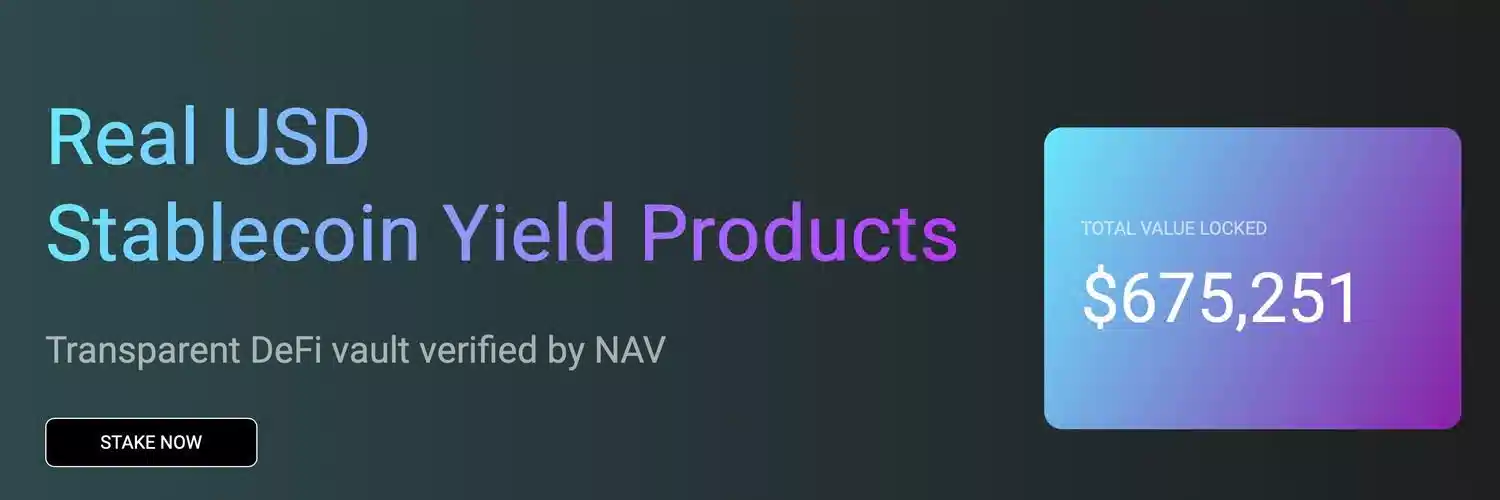 Real USD
Stablecoin Yield Products
Transparent DeFi vault verified by NAV
STAKE NOW
TOTAL VALUE LOCKED
$675,251